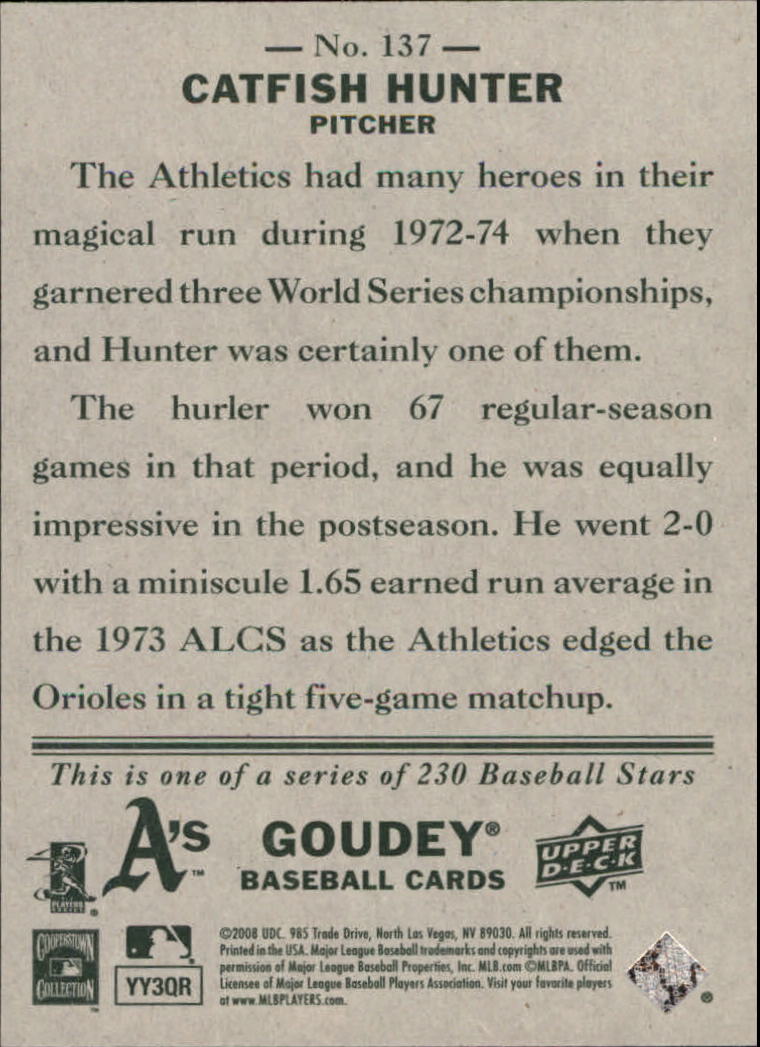 — No. 137 —
CATFISH HUNTER
PITCHER
The Athletics had many heroes in their
magical run during 1972-74 when they
garnered three World Series championships,
and Hunter was certainly one of them.
The hurler won 67 regular-season
games in that period, and he was equally
impressive in the postseason. He went 2-0
with a miniscule 1.65 earned run average in
the 1973 ALCS as the Athletics edged the
Orioles in a tight five-game matchup.
This is one of a series of 230 Baseball Stars
A's™
GOUDEY®
BASEBALL CARDS
UPPER
D·E·C·K
™
PLAYERS
®
COOPERSTOWN
COLLECTION
™
YY3QR
©2008 UDC. 985 Trade Drive, North Las Vegas, NV 89030. All rights reserved.
Printed in the USA. Major League Baseball trademarks and copyrights are used with
permission of Major League Baseball Properties, Inc. MLB.com ©MLBPA. Official
Licensee of Major League Baseball Players Association. Visit your favorite players
at www.MLBPLAYERS.com.
®